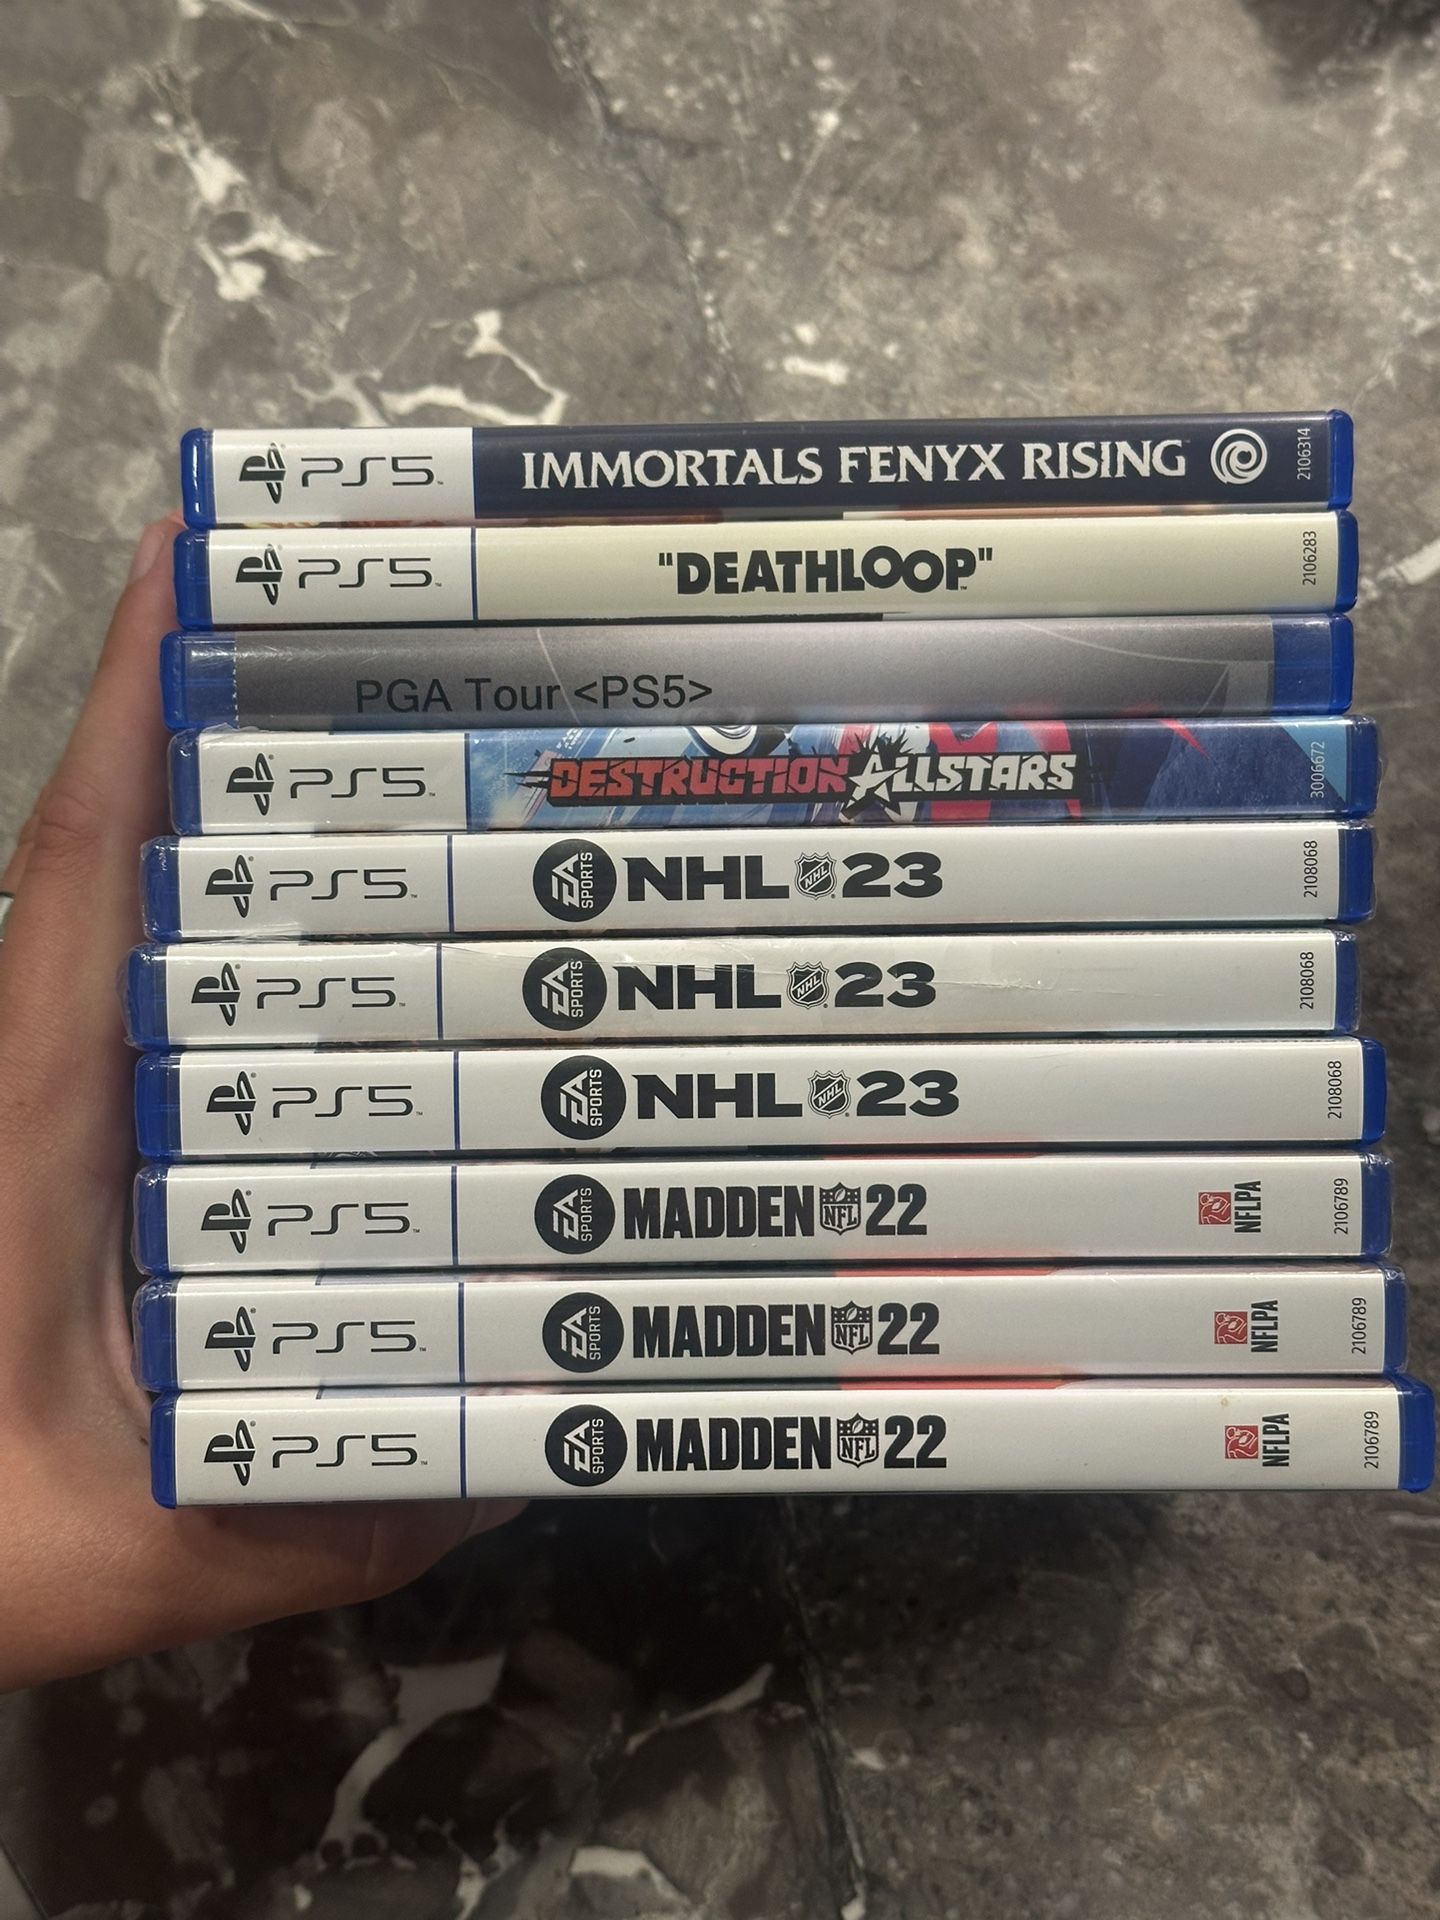 PS5 IMMORTALS FENYX RISING 2106314
PS5 "DEATHLOOP" 2106283
PGA Tour <PS5>
PS5 DESTRUCTION ALLSTARS 3006672
PS5 EA SPORTS NHL NHL 23 2108068
PS5 EA SPORTS NHL NHL 23 2108068
PS5 EA SPORTS NHL NHL 23 2108068
PS5 EA SPORTS MADDEN NFL 22 NFLPA 2106789
PS5 EA SPORTS MADDEN NFL 22 NFLPA 2106789
PS5 EA SPORTS MADDEN NFL 22 NFLPA 2106789